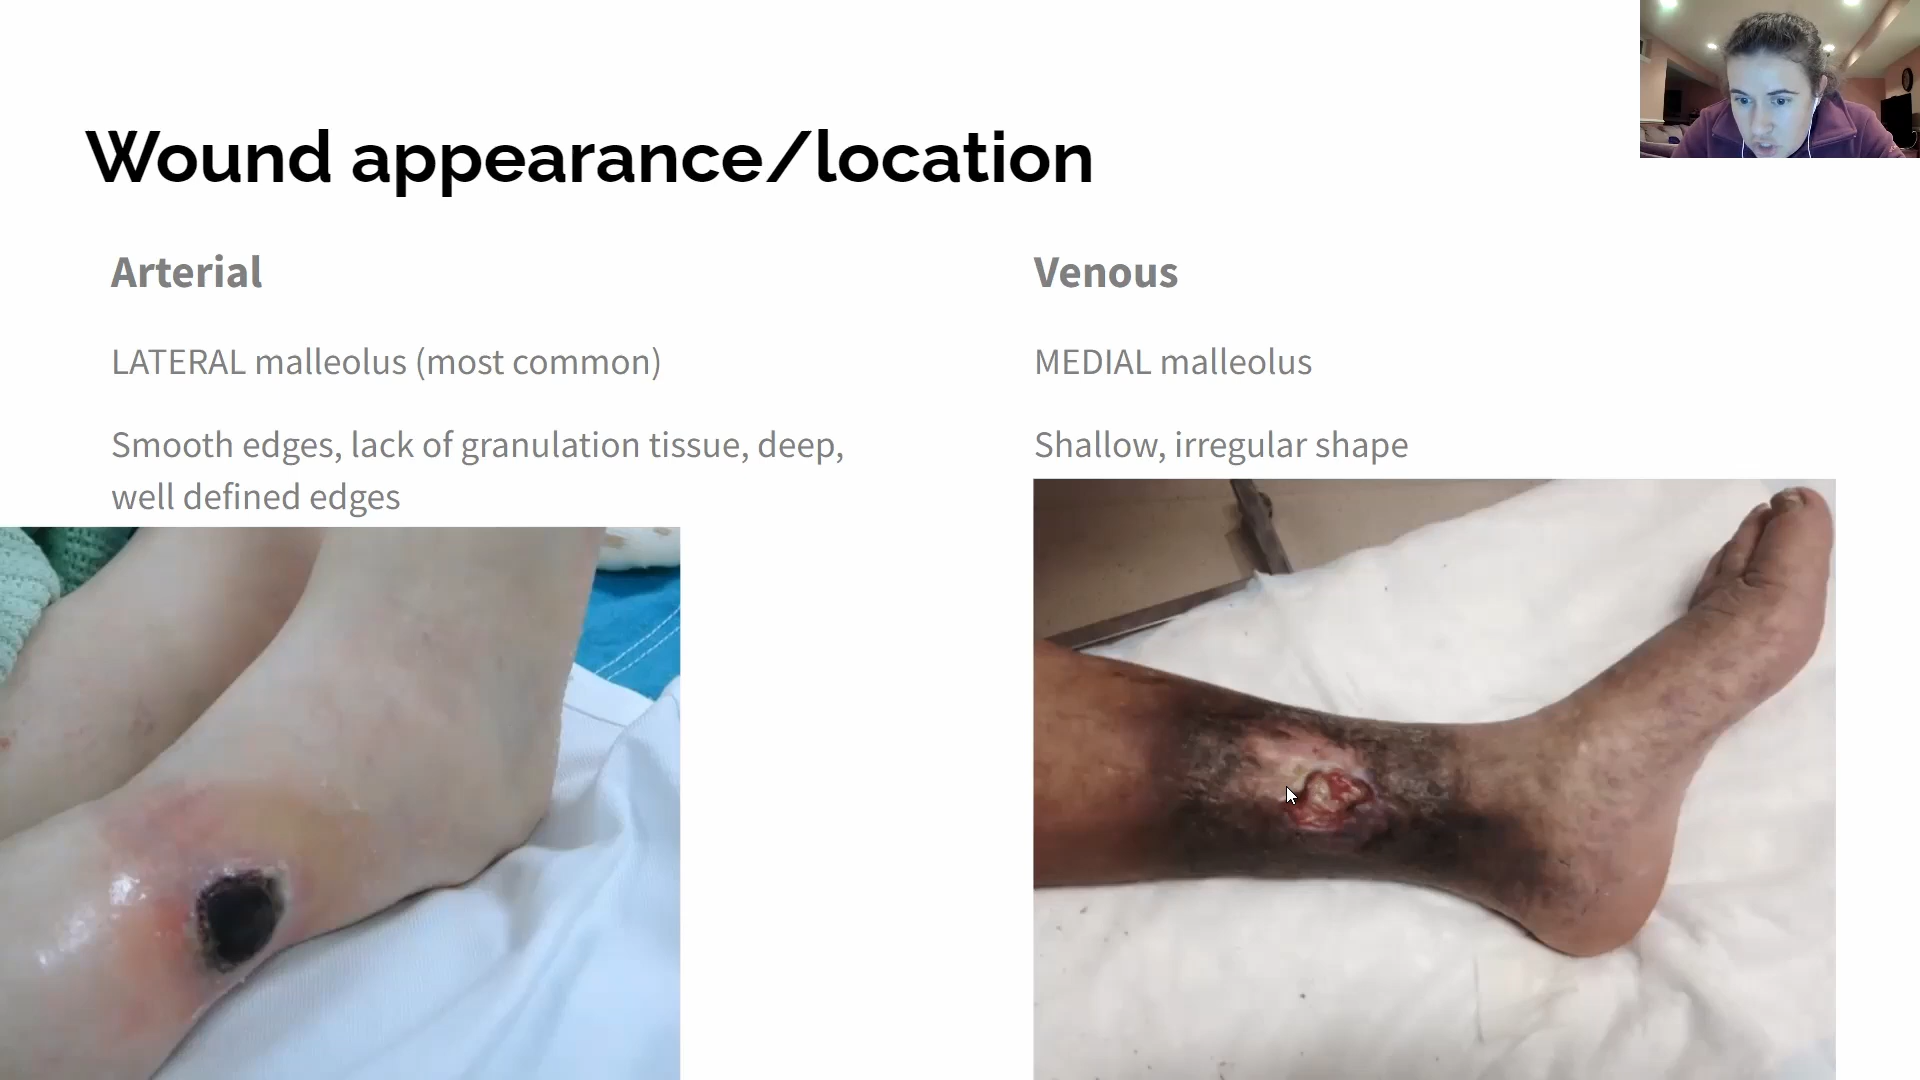 Wound appearance/location
Arterial
LATERAL malleolus (most common)
Smooth edges, lack of granulation tissue, deep,
well defined edges
Venous
MEDIAL malleolus
Shallow, irregular shape